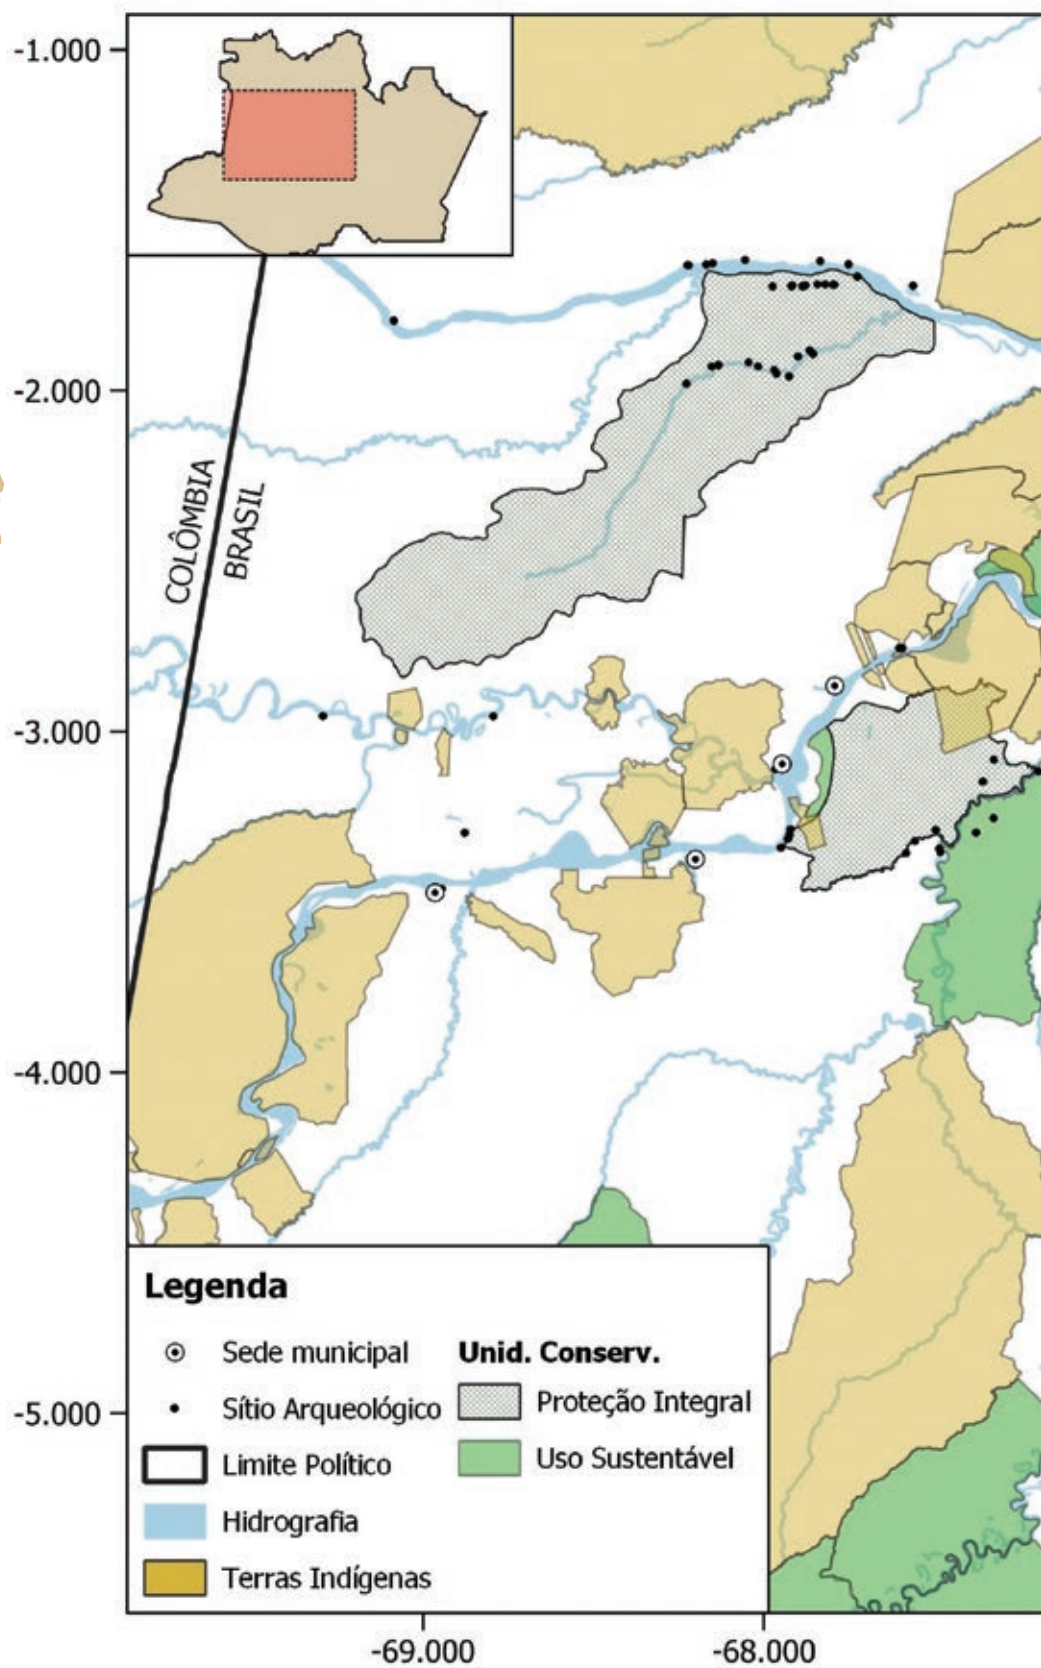 -1.000
-2.000
COLÔMBIA
BRASIL
-3.000
-4.000
-5.000
Legenda
Sede municipal
Sítio Arqueológico
Limite Político
Hidrografia
Terras Indígenas
Unid. Conserv.
Proteção Integral
Uso Sustentável
-69.000
-68.000